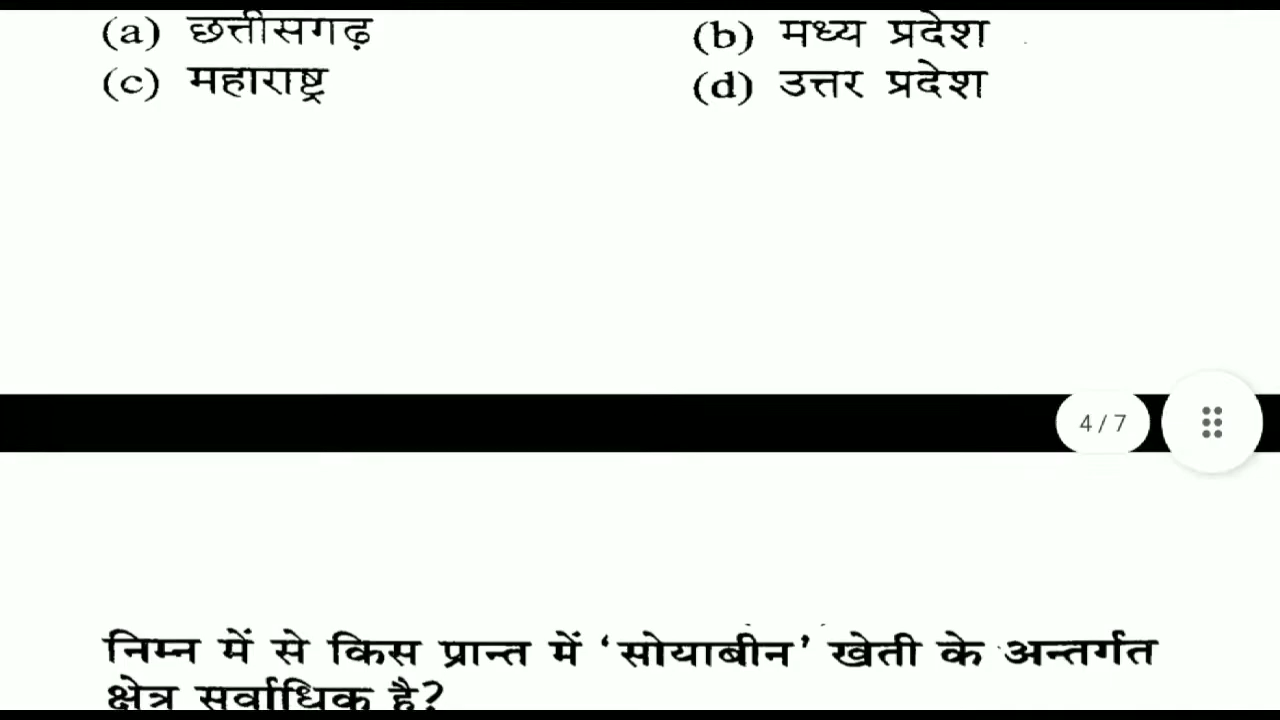 (a) छत्तीसगढ़ (b) मध्य प्रदेश
(c) महाराष्ट्र (d) उत्तर प्रदेश
4 / 7
निम्न में से किस प्रान्त में ‘सोयाबीन’ खेती के अन्तर्गत
क्षेत्र सर्वाधिक है?